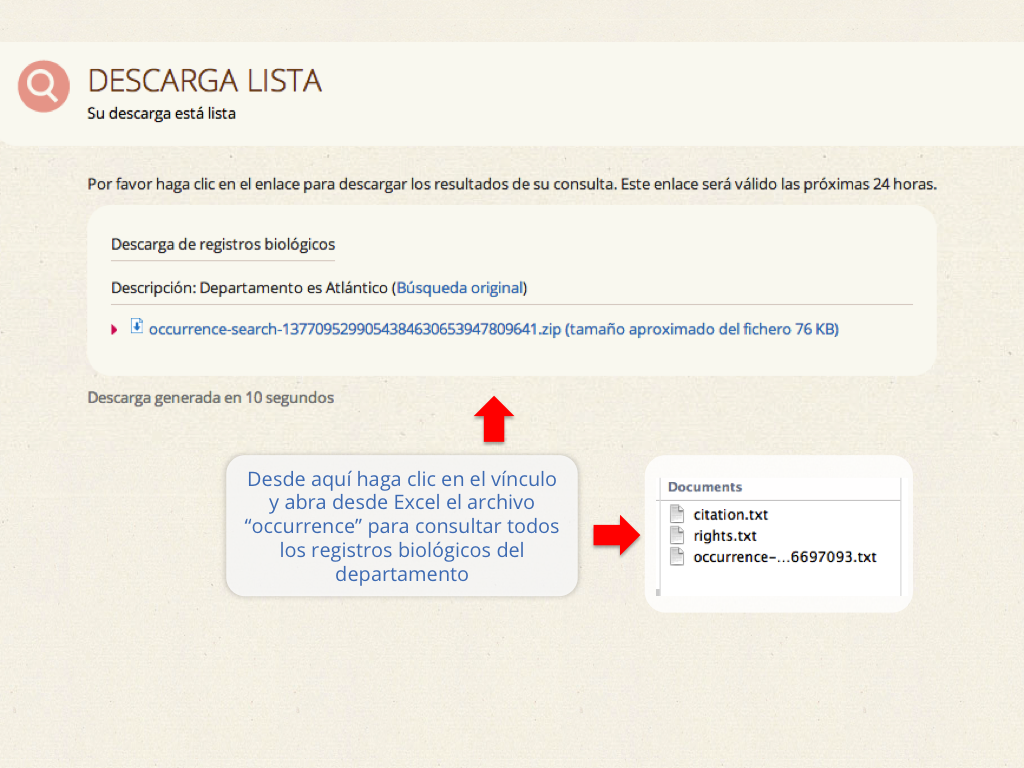 DESCARGA LISTA
Su descarga está lista
Por favor haga clic en el enlace para descargar los resultados de su consulta. Este enlace será válido las próximas 24 horas.
Descarga de registros biológicos
Descripción: Departamento es Atlántico (Búsqueda original)
occurrence-search-1377095299054384630653947809641.zip (tamaño aproximado del fichero 76 KB)
Descarga generada en 10 segundos
Desde aquí haga clic en el vínculo
y abra desde Excel el archivo
“occurrence” para consultar todos
los registros biológicos del
departamento
Documents
citation.txt
rights.txt
occurrence-...6697093.txt